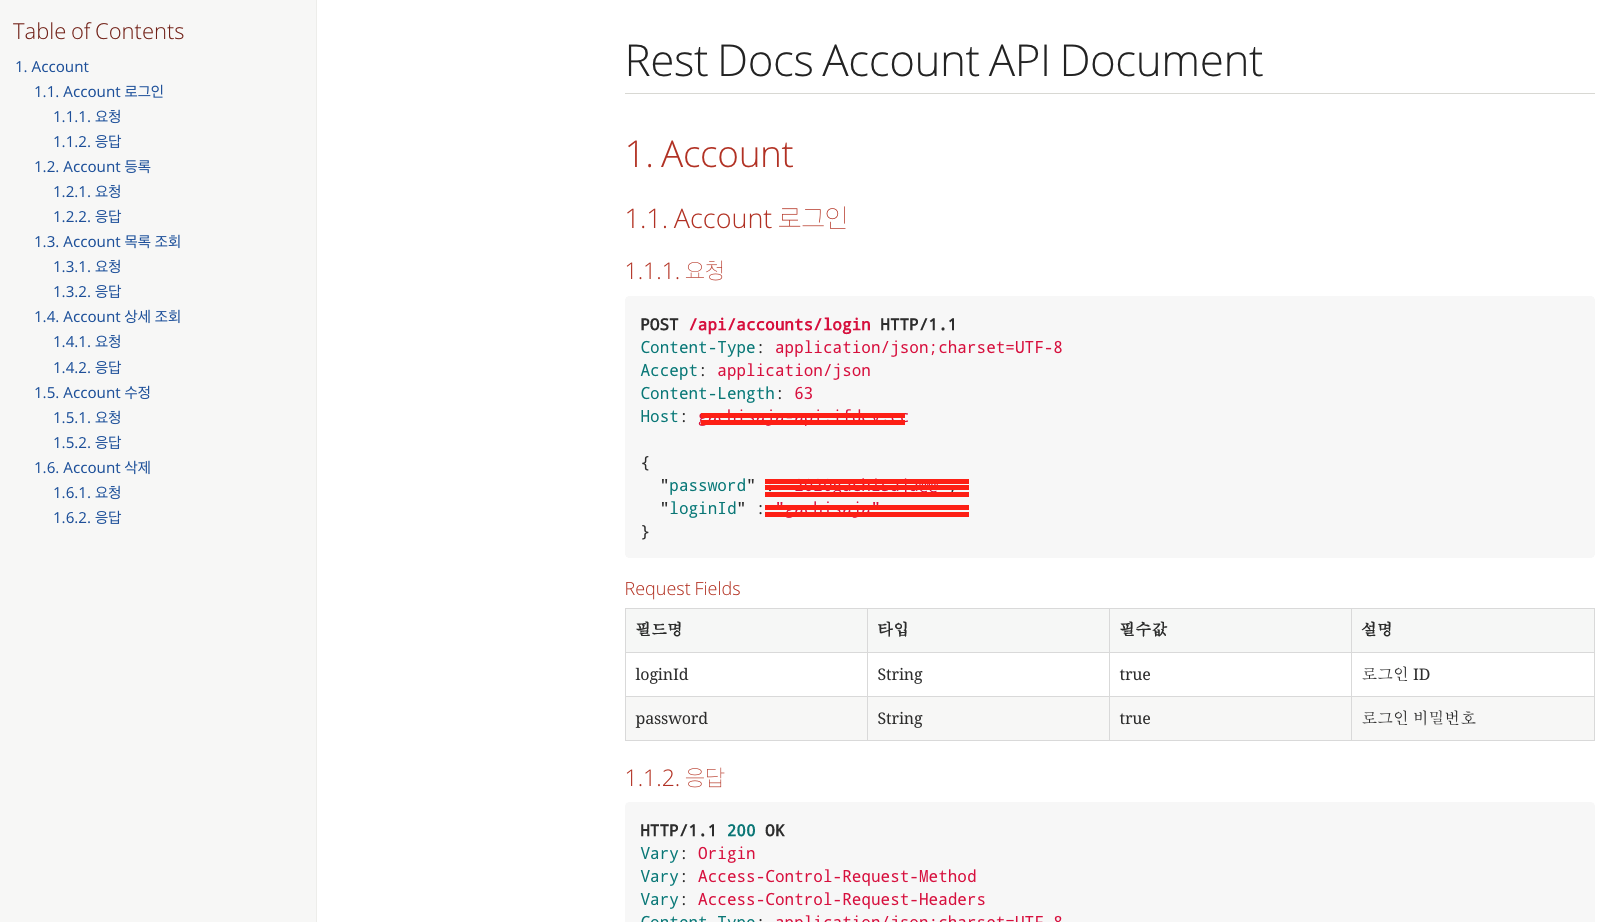 Table of Contents
1. Account
1.1. Account 로그인
1.1.1. 요청
1.1.2. 응답
1.2. Account 등록
1.2.1. 요청
1.2.2. 응답
1.3. Account 목록 조회
1.3.1. 요청
1.3.2. 응답
1.4. Account 상세 조회
1.4.1. 요청
1.4.2. 응답
1.5. Account 수정
1.5.1. 요청
1.5.2. 응답
1.6. Account 삭제
1.6.1. 요청
1.6.2. 응답
Rest Docs Account API Document
1. Account
1.1. Account 로그인
1.1.1. 요청
POST /api/accounts/login HTTP/1.1
Content-Type: application/json;charset=UTF-8
Accept: application/json
Content-Length: 63
Host:
{
"password"
"loginId" :
}
Request Fields
필드명 타입 필수값 설명
loginId String true 로그인 ID
password String true 로그인 비밀번호
1.1.2. 응답
HTTP/1.1 200 OK
Vary: Origin
Vary: Access-Control-Request-Method
Vary: Access-Control-Request-Headers
Content-Type: application/json;charset=UTF-8